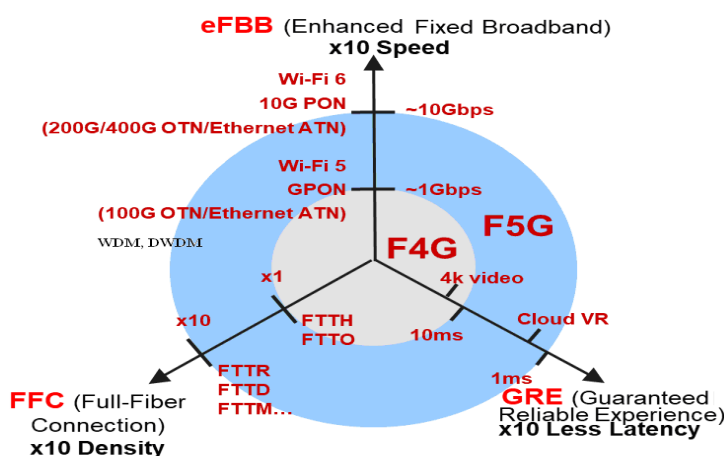 eFBB (Enhanced Fixed Broadband)
x10 Speed
Wi-Fi 6
10G PON
~10Gbps
(200G/400G OTN/Ethernet ATN)
Wi-Fi 5
GPON
~1Gbps
(100G OTN/Ethernet ATN)
WDM, DWDM
F4G
F5G
x1
4k video
x10
FTTH
FTTO
10ms
Cloud VR
FTTR
FTTD
FTTM...
1ms
FFC (Full-Fiber
Connection)
x10 Density
GRE (Guaranteed
Reliable Experience)
x10 Less Latency